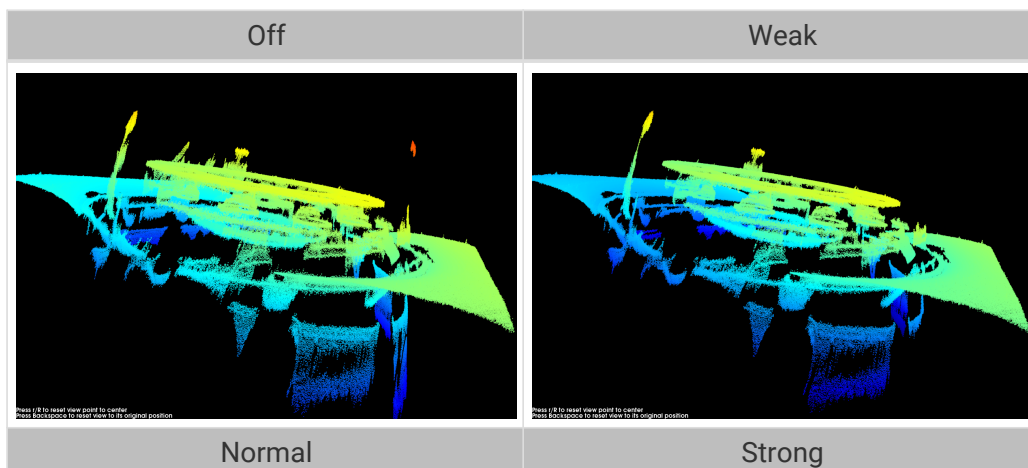 Off
Weak
Press r/R to reset view point to center
Press Backspace to reset view to its original position
Press r/R to reset view point to center
Press Backspace to reset view to its original position
Normal
Strong